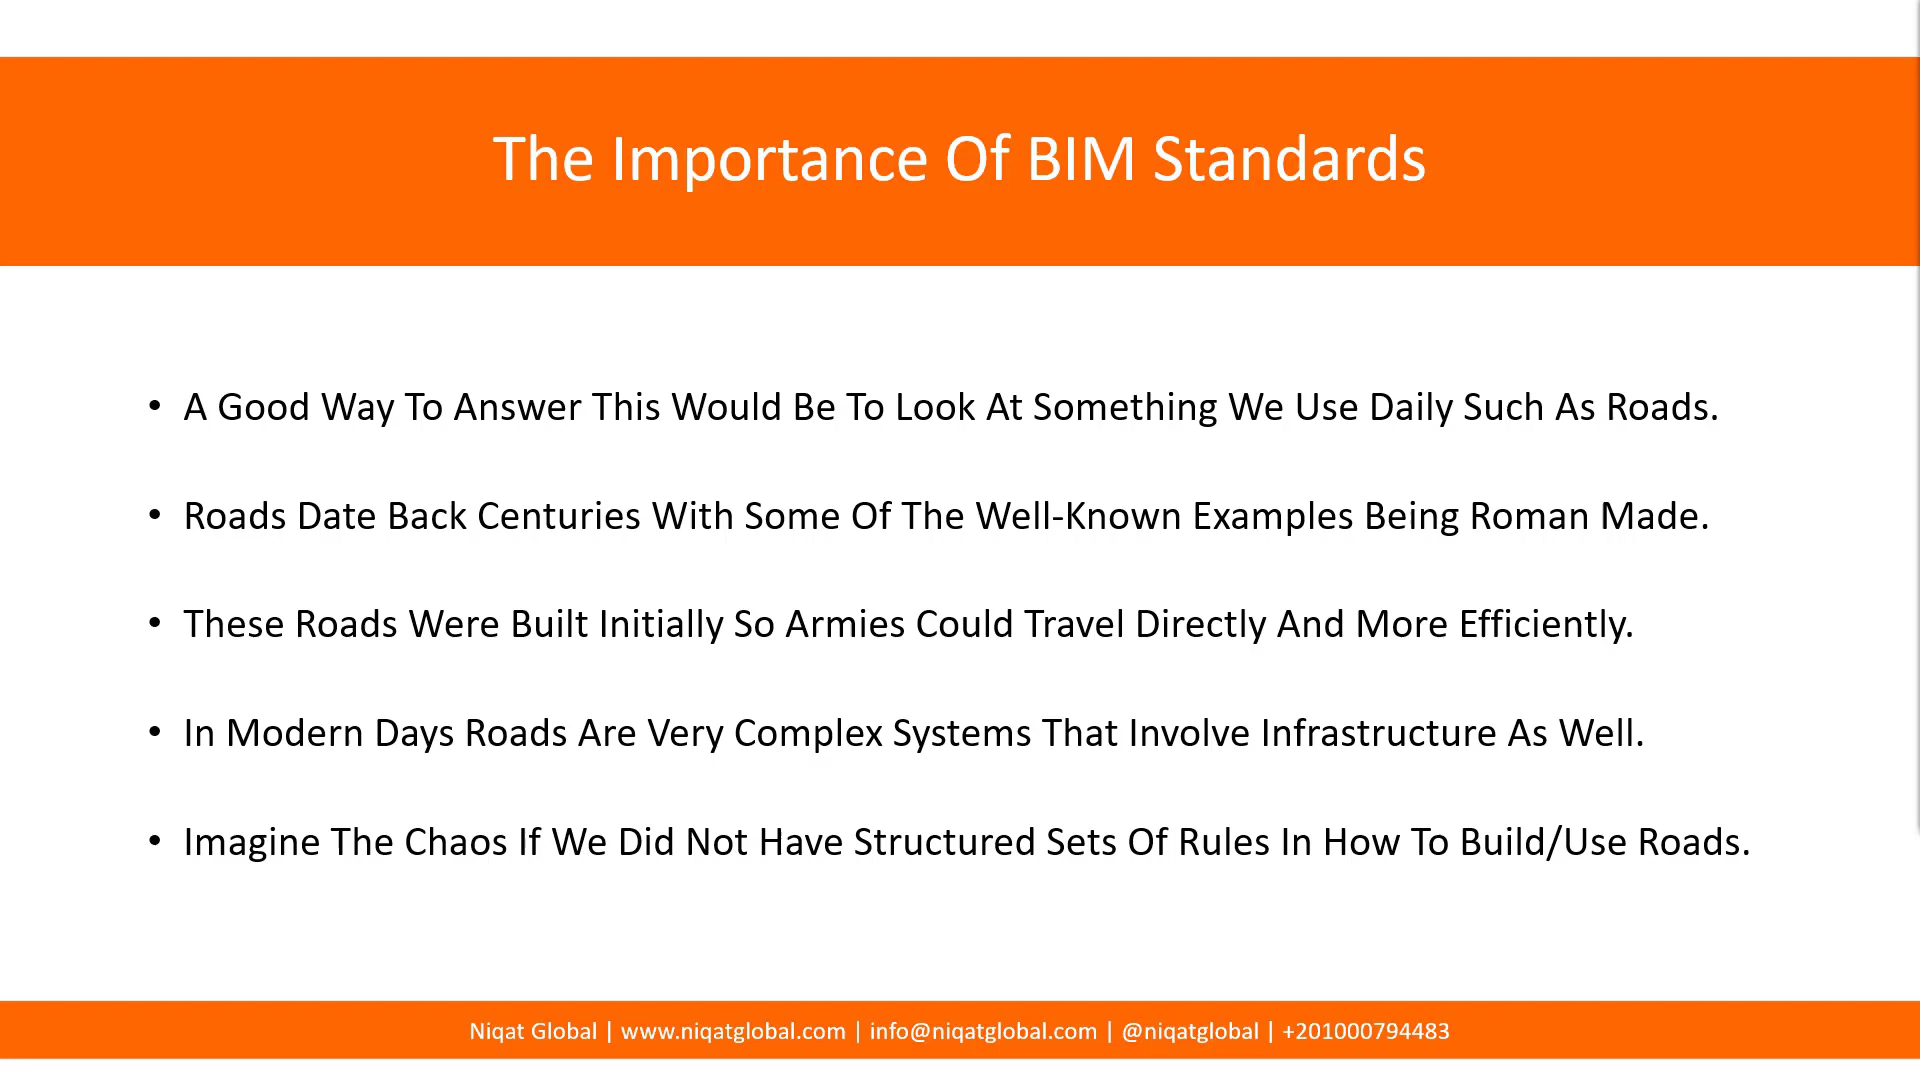 The Importance Of BIM Standards
• A Good Way To Answer This Would Be To Look At Something We Use Daily Such As Roads.
• Roads Date Back Centuries With Some Of The Well-Known Examples Being Roman Made.
• These Roads Were Built Initially So Armies Could Travel Directly And More Efficiently.
• In Modern Days Roads Are Very Complex Systems That Involve Infrastructure As Well.
• Imagine The Chaos If We Did Not Have Structured Sets Of Rules In How To Build/Use Roads.
Niqat Global | www.niqatglobal.com | info@niqatglobal.com | @niqatglobal | +201000794483